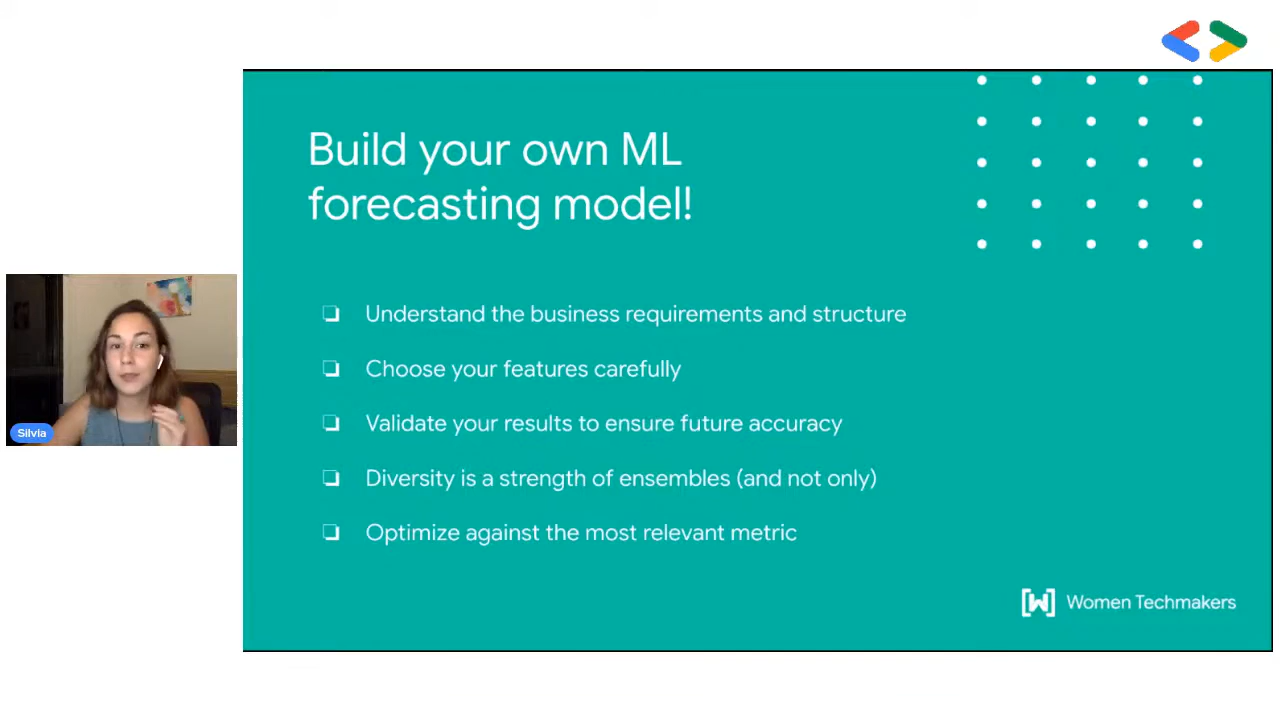 Build your own ML
forecasting model!
Understand the business requirements and structure
Choose your features carefully
Validate your results to ensure future accuracy
Diversity is a strength of ensembles (and not only)
Optimize against the most relevant metric
Silvia
[W] Women Techmakers